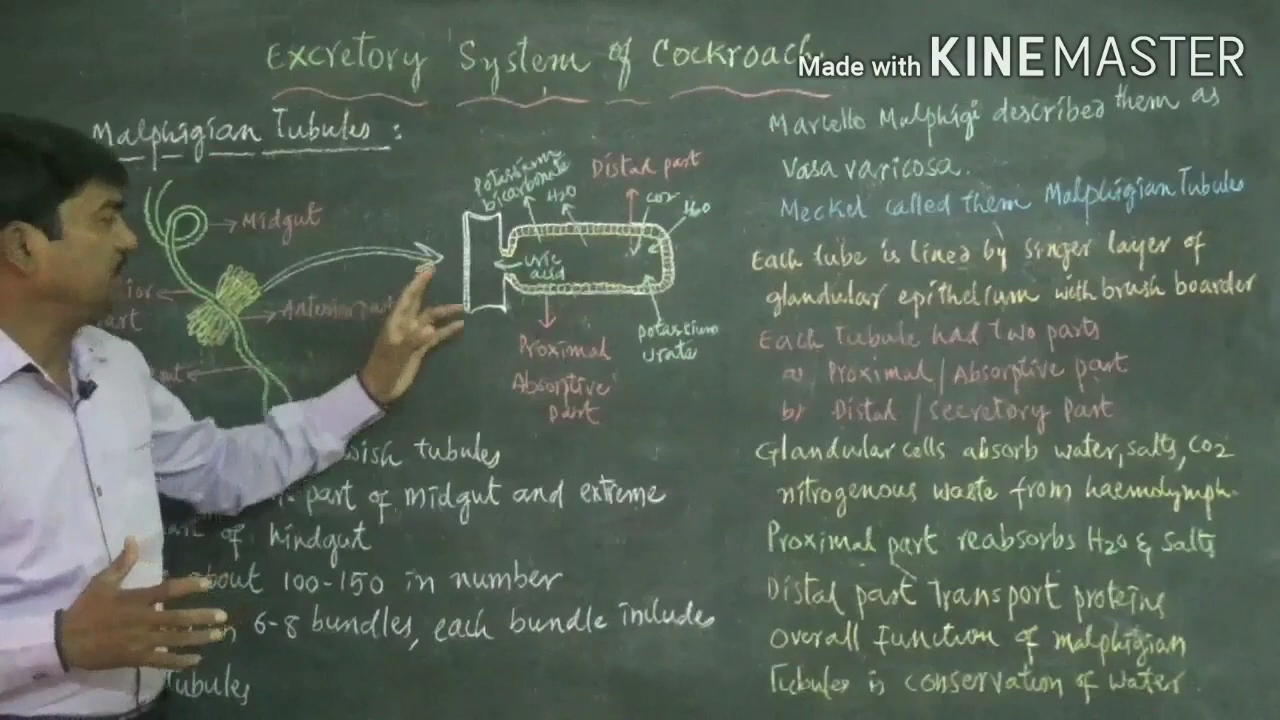 Excretory System of Cockroach
Made with KINEMASTER
Malphigian Tubules :
Midgut
Anterior part
Potassium
bicarbonate
H2O
Distal part
CO2
H2O
uric
acid
Potassium
urate
Proximal
Absorptive
part
wish tubules
part of midgut and extreme
of hindgut
about 100-150 in number
6-8 bundles, each bundle includes
Tubules
Marcello Malphigi described them as
Vasa varicosa.
Meckel called them Malphigian Tubules
Each tube is lined by singer layer of
glandular epithelium with brush boarder
Each Tubule had two parts
a) Proximal / Absorptive part
b) Distal / Secretory Part
Glandular cells absorb water, salts, CO2
nitrogenous waste from haemolymph.
Proximal part reabsorbs H2O & Salts
Distal part Transport proteins
Overall function of malphigian
Tubules is conservation of water.